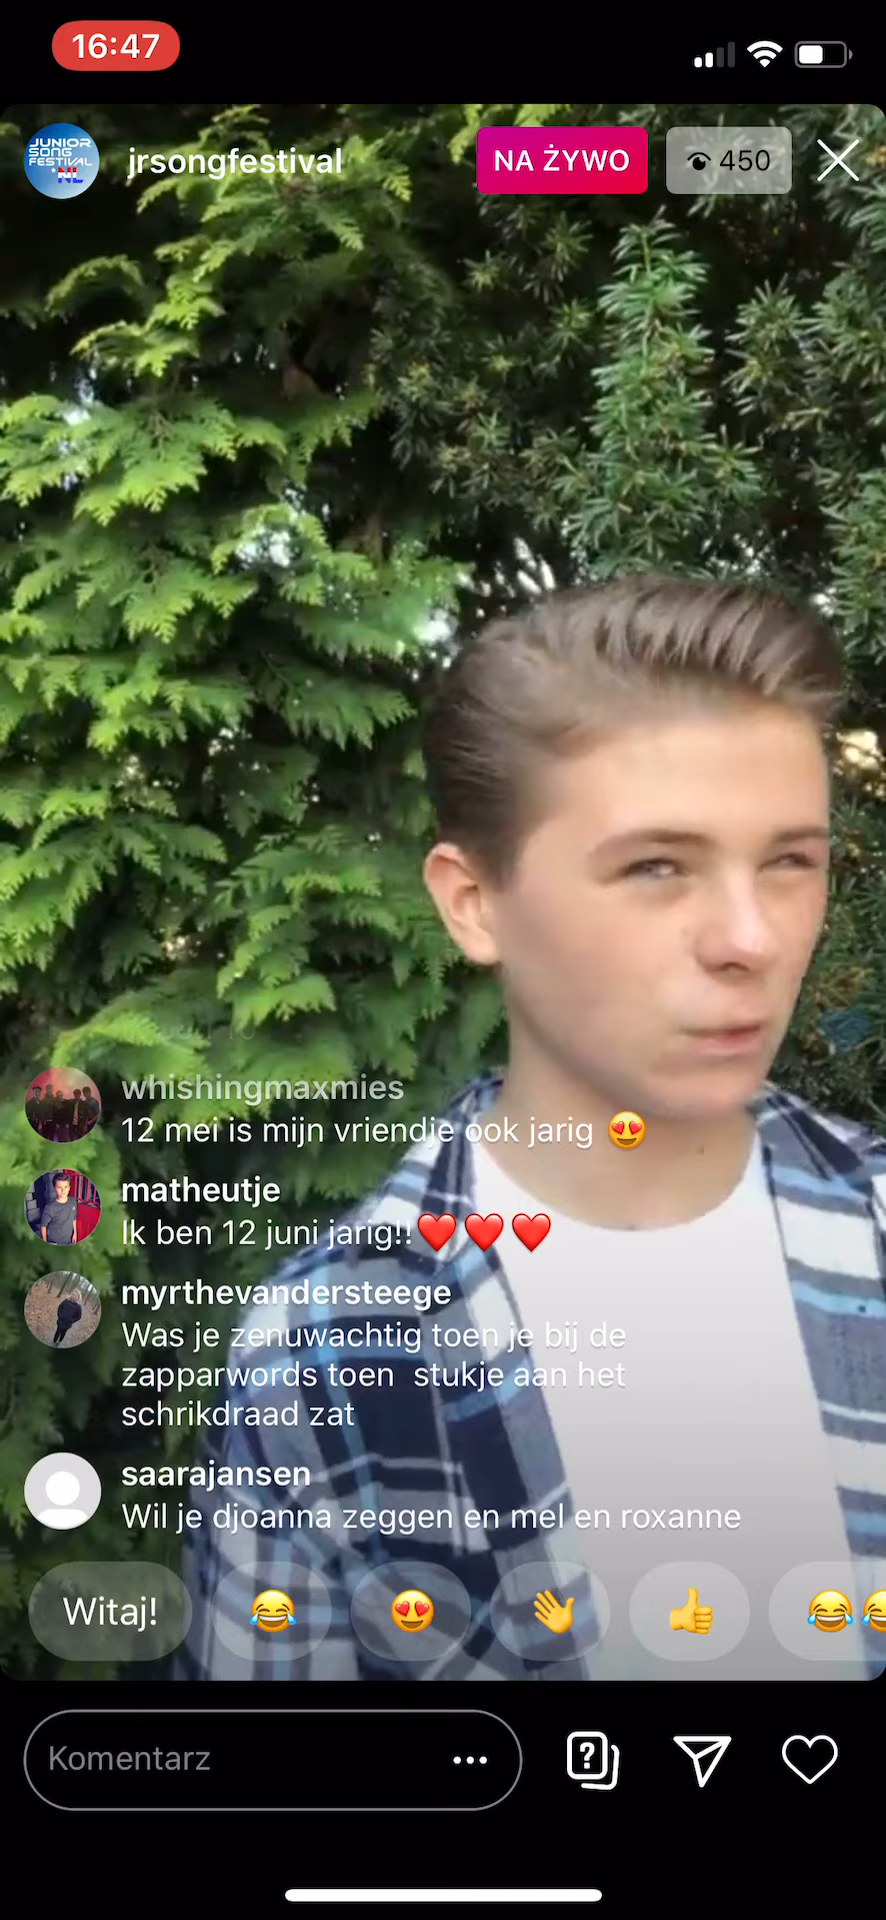 16:47
JUNIOR
SONG
FESTIVAL
NL
jrsongfestival
NA ŻYWO
450
whishingmaxmies
12 mei is mijn vriendje ook jarig 😍
matheutje
Ik ben 12 juni jarig!!❤️❤️❤️
myrthevandersteege
Was je zenuwachtig toen je bij de
zapparwords toen  stukje aan het
schrikdraad zat
saarajansen
Wil je djoanna zeggen en mel en roxanne
Witaj! 😂 😍 👋 👍 😂😂
Komentarz